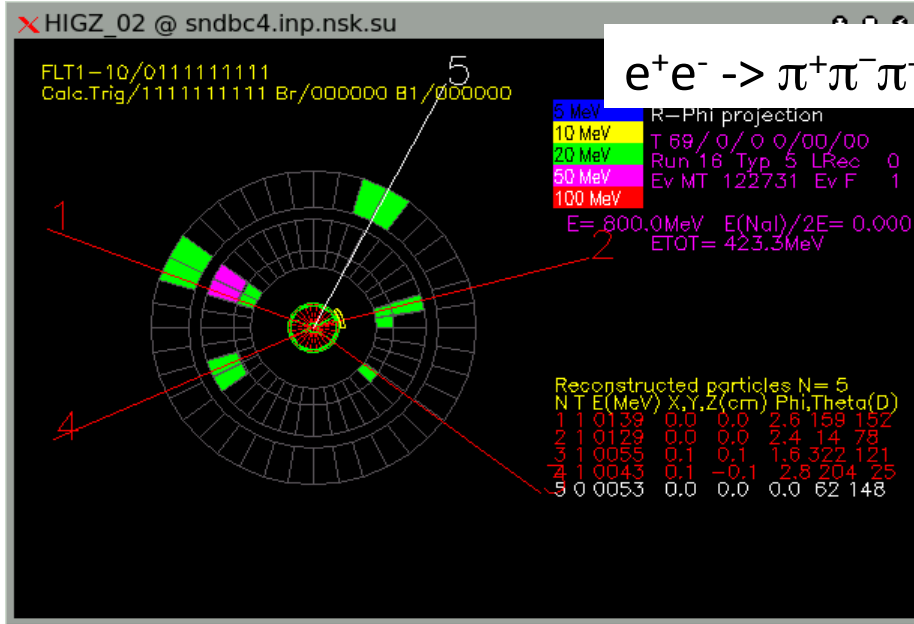 HIGZ_02 @ sndbc4.inp.nsk.su
e⁺e⁻ -> π⁺π⁻π
FLT1-10/0111111111
Calc.Trig/1111111111 Br/000000 B1/000000
5
5 MeV
10 MeV
20 MeV
50 MeV
100 MeV
R-Phi projection
T 69/ 0/ 0 0/00/00
Run 16 Typ 5 LRec 0
Ev MT 122731 Ev F 1
E= 800.0MeV E(NaI)/2E= 0.000
ETOT= 423.3MeV
1
2
4
3
Reconstructed particles N= 5
N T E(MeV) X,Y,Z(cm) Phi,Theta(D)
1 1 0139 0.0 0.0 2.6 159 152
2 1 0129 0.0 0.0 2.4 14 78
3 1 0055 0.1 0.1 1.6 322 121
4 1 0043 0.1 -0.1 2.8 204 25
5 0 0053 0.0 0.0 0.0 62 148